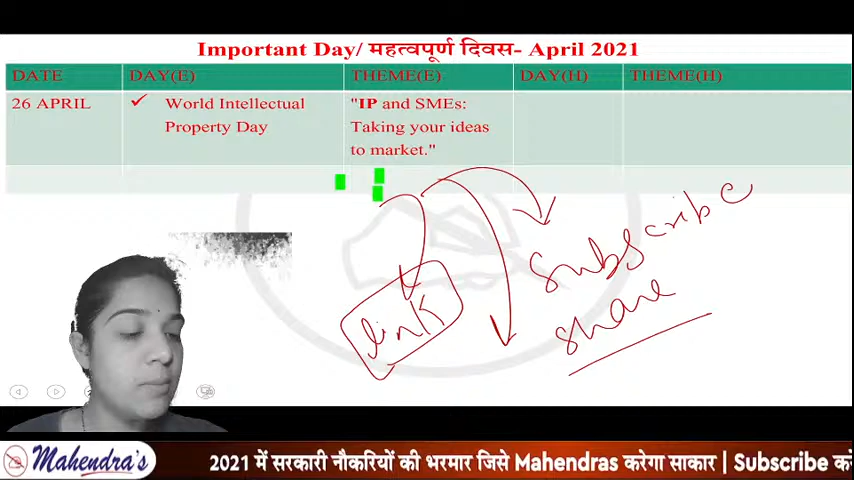 Important Day/ महत्वपूर्ण दिवस- April 2021
DATE DAY(E) THEME(E) DAY(H) THEME(H)
26 APRIL ✓ World Intellectual Property Day "IP and SMEs: Taking your ideas to market."
link
Subscribe
share
Mahendra's
2021 में सरकारी नौकरियों की भरमार जिसे Mahendras करेगा साकार | Subscribe